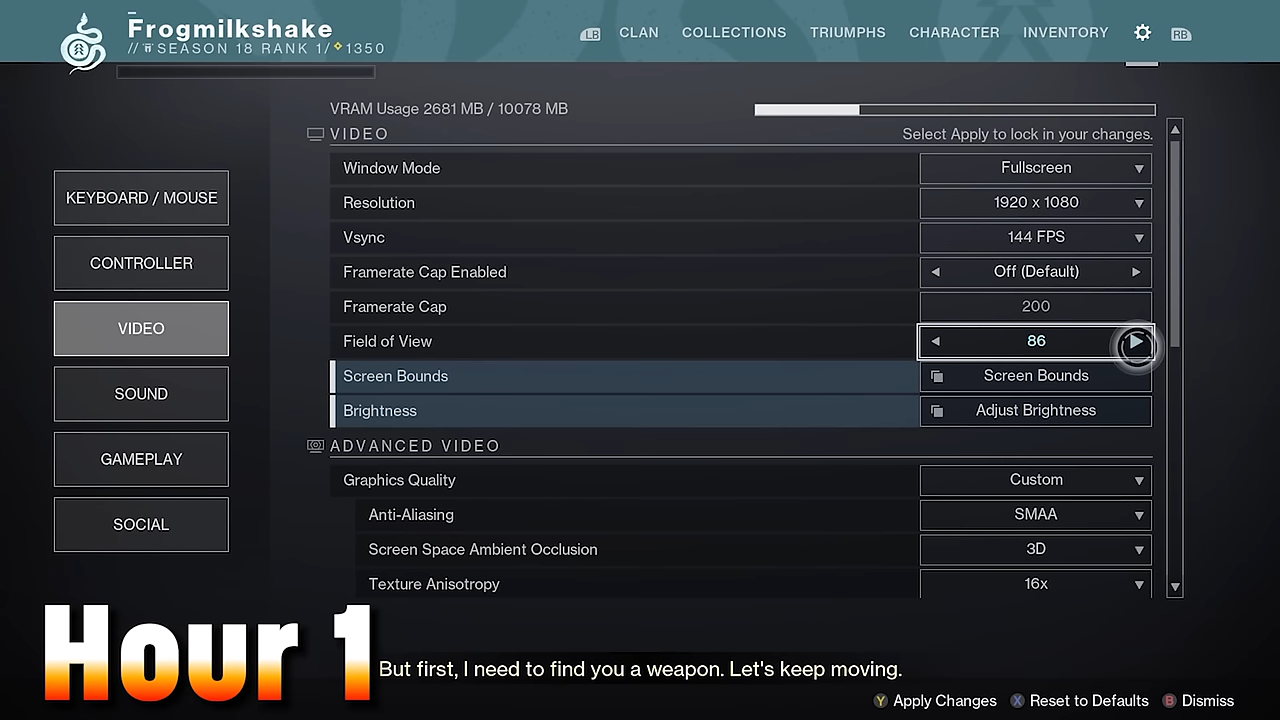 Frogmilkshake
// SEASON 18 RANK 1/ 1350
LB CLAN COLLECTIONS TRIUMPHS CHARACTER INVENTORY RB
VRAM Usage 2681 MB / 10078 MB
VIDEO Select Apply to lock in your changes.
Window Mode Fullscreen
Resolution 1920 x 1080
Vsync 144 FPS
Framerate Cap Enabled Off (Default)
Framerate Cap 200
Field of View 86
Screen Bounds Screen Bounds
Brightness Adjust Brightness
ADVANCED VIDEO
Graphics Quality Custom
Anti-Aliasing SMAA
Screen Space Ambient Occlusion 3D
Texture Anisotropy 16x
KEYBOARD / MOUSE
CONTROLLER
VIDEO
SOUND
GAMEPLAY
SOCIAL
Hour 1
But first, I need to find you a weapon. Let's keep moving.
Y Apply Changes X Reset to Defaults B Dismiss